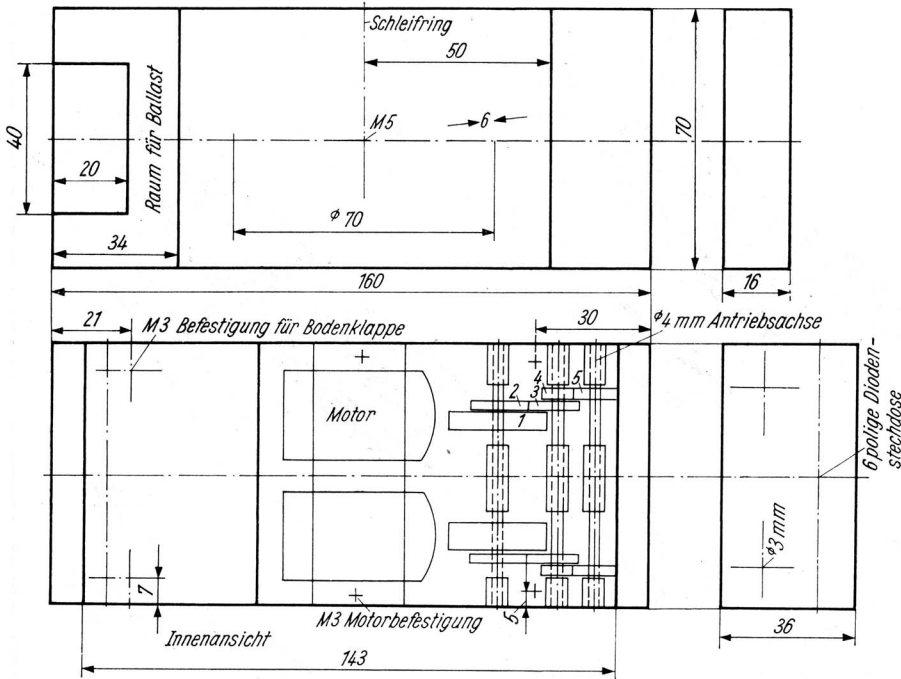 Schleifring
50
40
Raum für Ballast
M5
6
70
20
ϕ 70
34
160
16
21
M3 Befestigung für Bodenklappe
30
ϕ4 mm Antriebsachse
4
5
2
3
Motor
1
6 polige Dioden-
stechdose
ϕ3 mm
7
5
M3 Motorbefestigung
Innenansicht
36
143